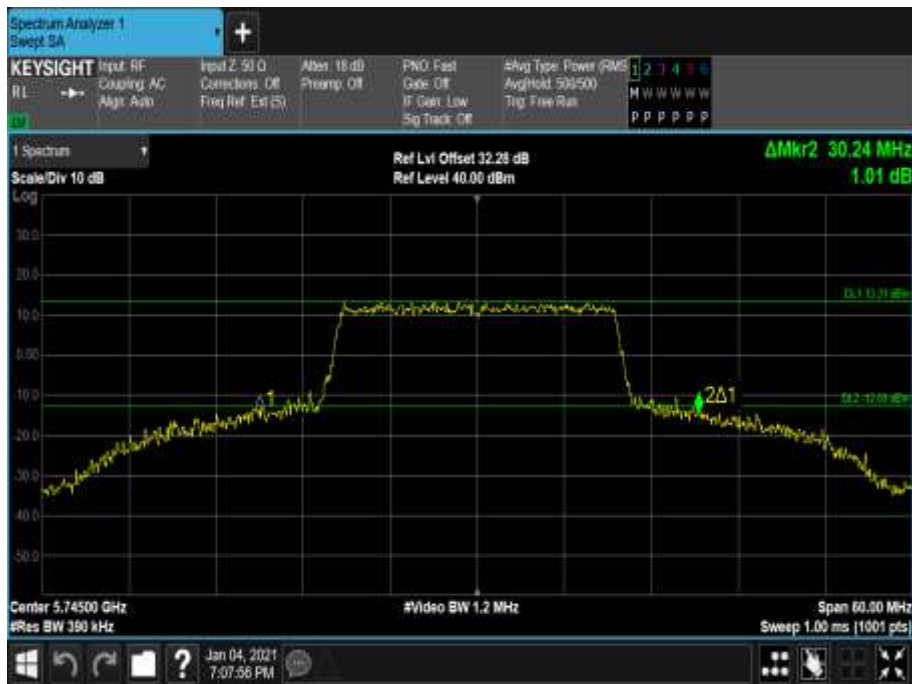 Spectrum Analyzer 1
Swept SA
+
KEYSIGHT
RL
Input: RF
Coupling: AC
Align: Auto
Input Z: 50 Ω
Corrections: Off
Freq Ref: Ext (S)
Atten: 18 dB
Preamp: Off
PNO: Fast
Gate: Off
IF Gain: Low
Sig Track: Off
#Avg Type: Power (RMS
Avg|Hold: 500/500
Trig: Free Run
1 2 3 4 5 6
M W W W W W
P P P P P P
1 Spectrum
Scale/Div 10 dB
Log
Ref Lvl Offset 32.28 dB
Ref Level 40.00 dBm
ΔMkr2 30.24 MHz
1.01 dB
30.0
20.0
10.0
0.00
-10.0
-20.0
-30.0
-40.0
-50.0
1
2Δ1
Center 5.74500 GHz
#Res BW 390 kHz
#Video BW 1.2 MHz
Span 60.00 MHz
Sweep 1.00 ms (1001 pts)
?
Jan 04, 2021
7:07:56 PM